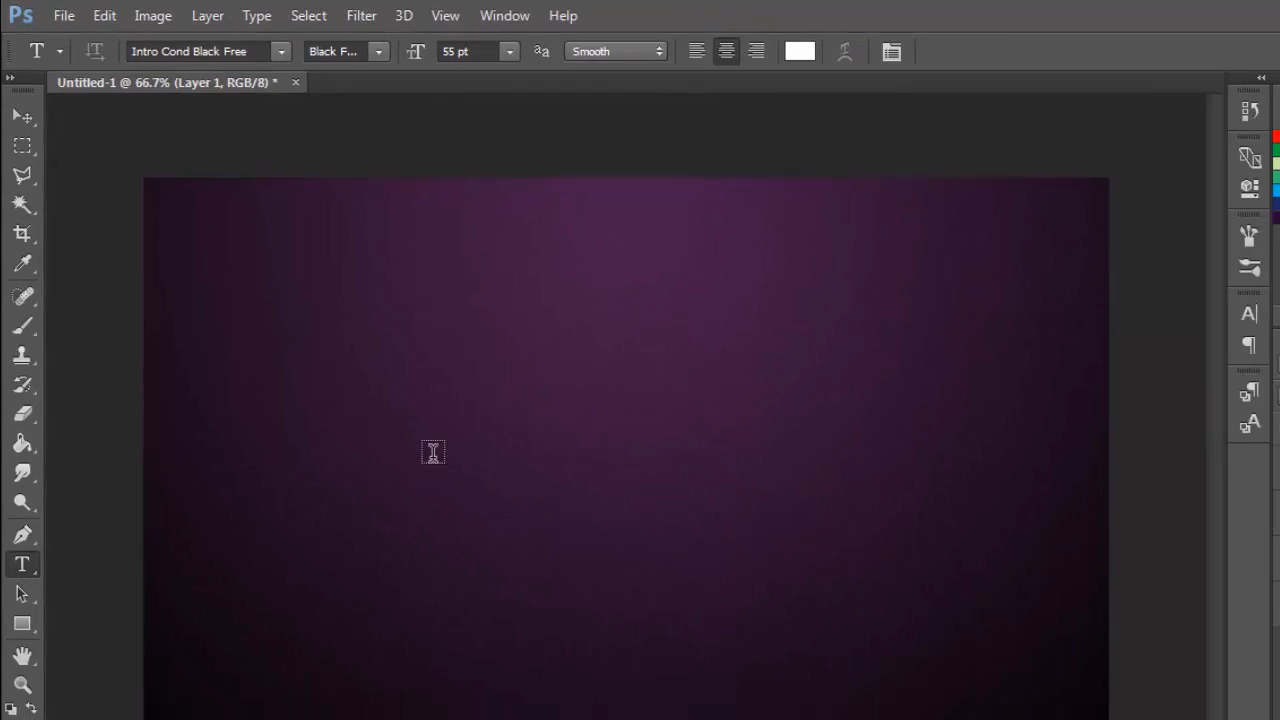 Ps File Edit Image Layer Type Select Filter 3D View Window Help
T Intro Cond Black Free Black F... 55 pt Smooth
Untitled-1 @ 66.7% (Layer 1, RGB/8) *